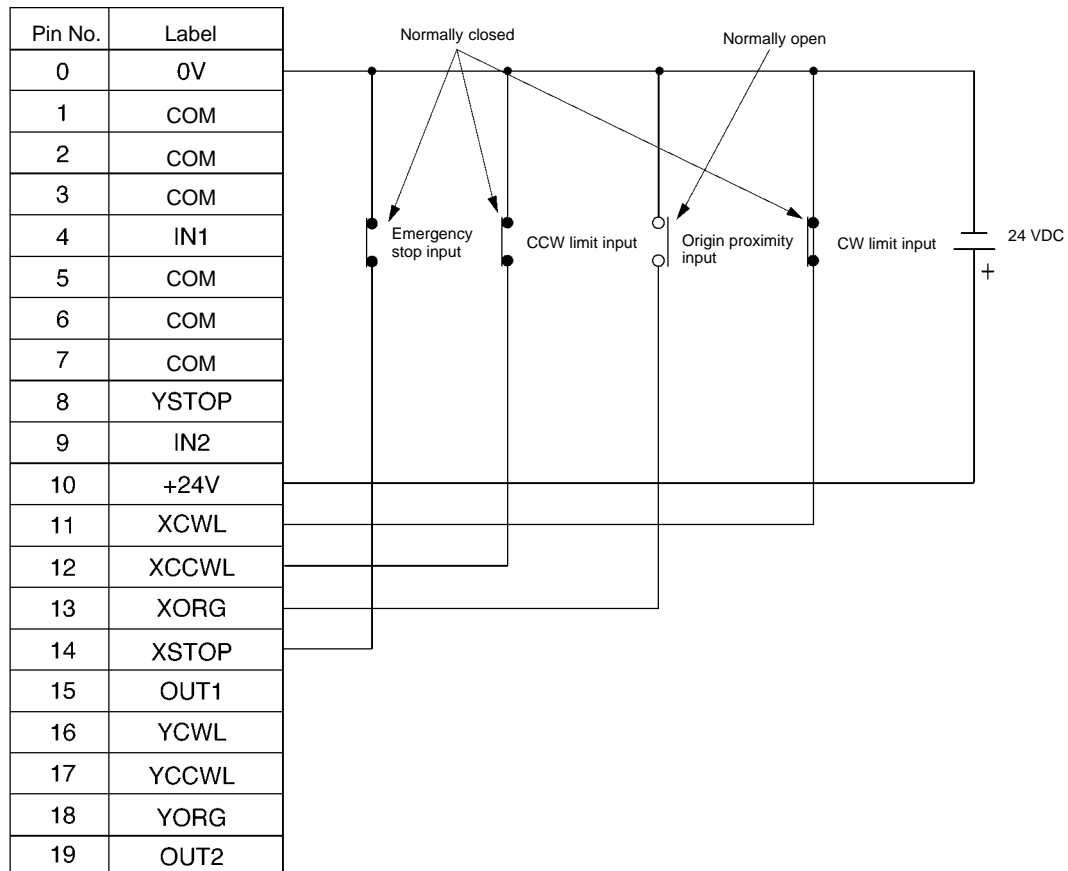 Pin No. Label
0 0V
1 COM
2 COM
3 COM
4 IN1
5 COM
6 COM
7 COM
8 YSTOP
9 IN2
10 +24V
11 XCWL
12 XCCWL
13 XORG
14 XSTOP
15 OUT1
16 YCWL
17 YCCWL
18 YORG
19 OUT2
Normally closed
Normally open
Emergency
stop input
CCW limit input
Origin proximity
input
CW limit input
24 VDC
+